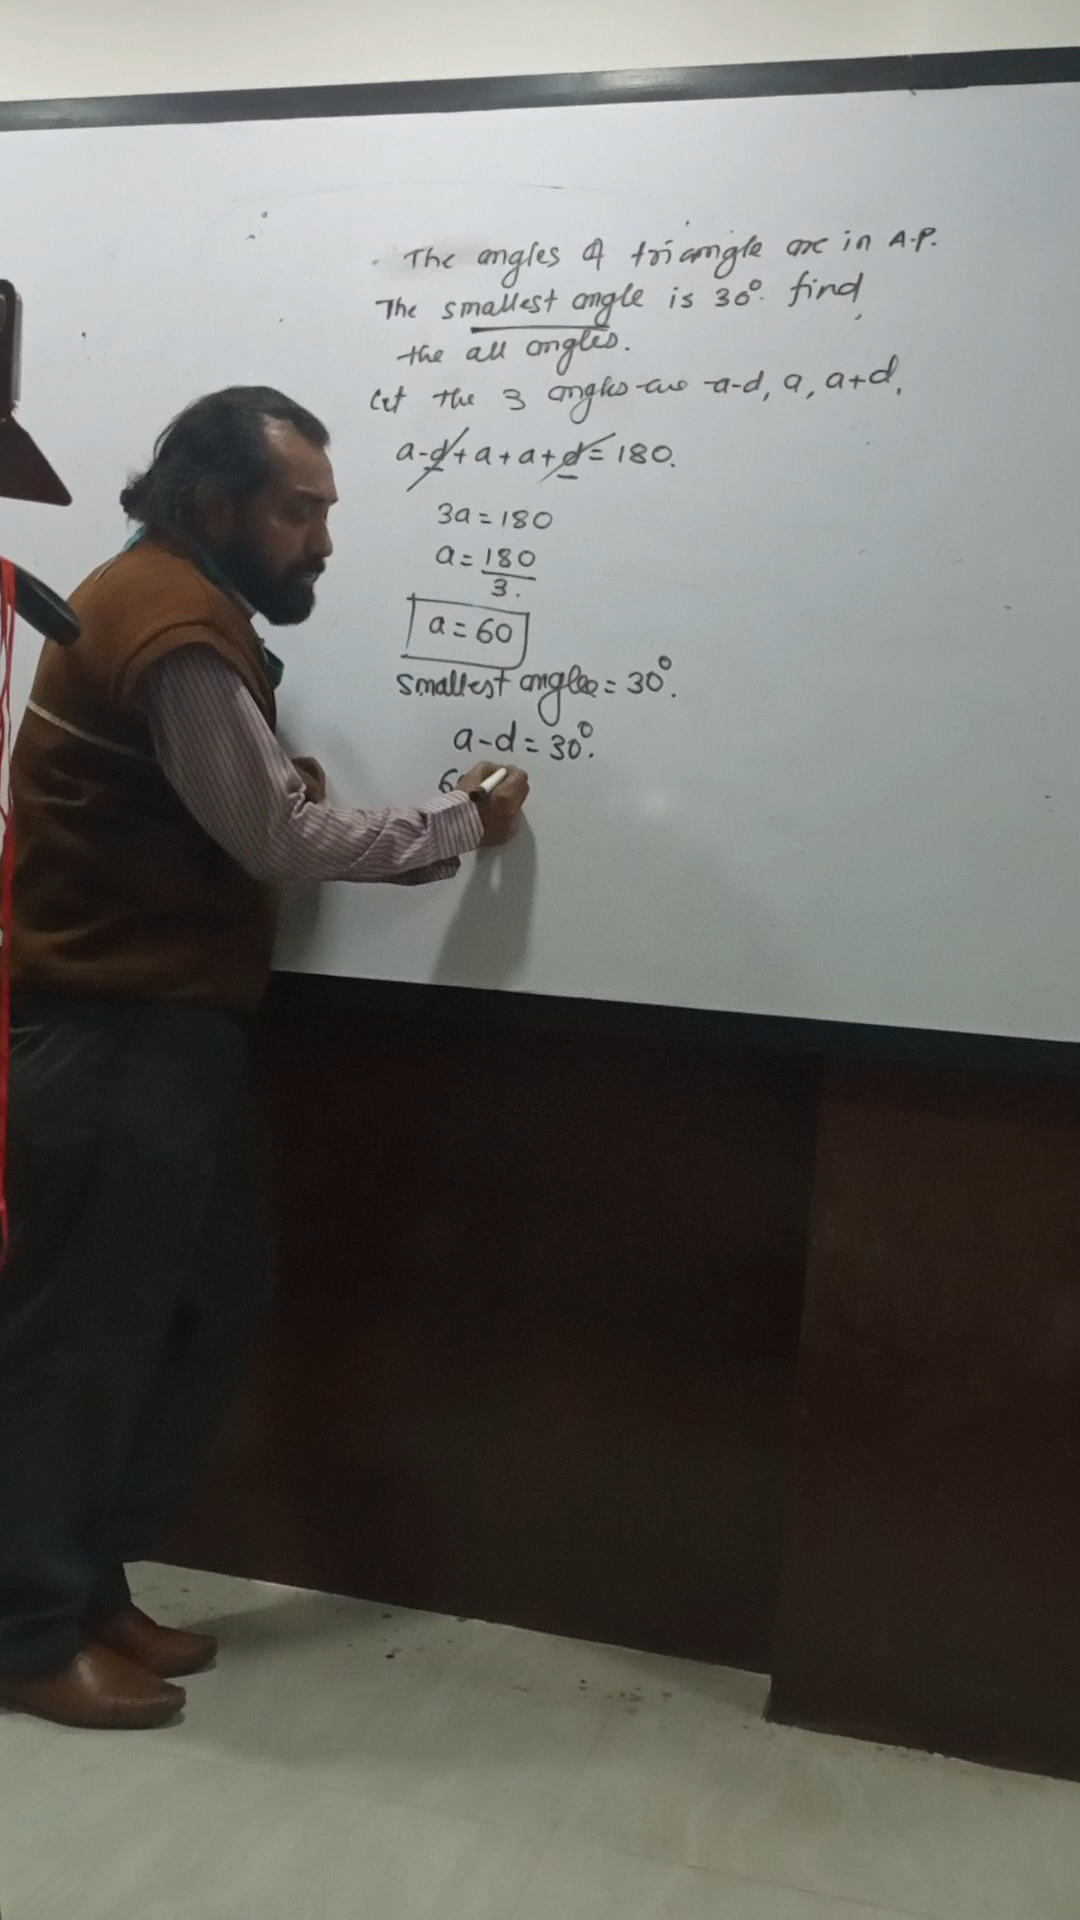 The angles of triangle are in A.P.
The smallest angle is 30°. find
the all angles.
Let the 3 angles are a-d, a, a+d.
a-d+a+a+d=180.
3a=180
a=180
3.
a=60
smallest angle=30°.
a-d=30°.
6